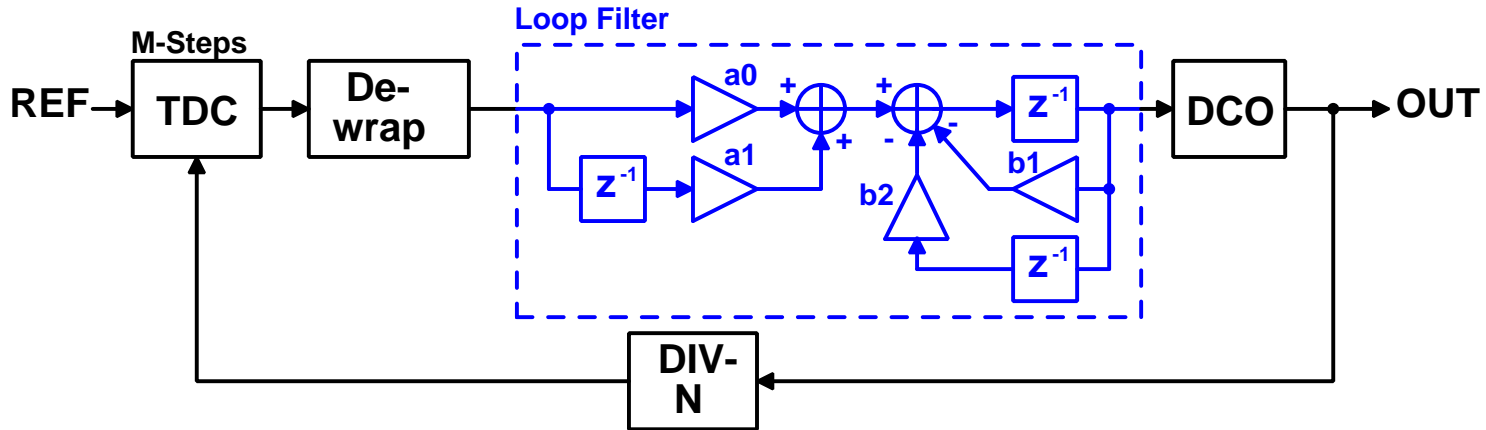 Loop Filter
M-Steps
REF
TDC
De-
wrap
a0
a1
z⁻¹
+
+
+
-
-
b2
b1
z⁻¹
z⁻¹
DCO
OUT
DIV-
N